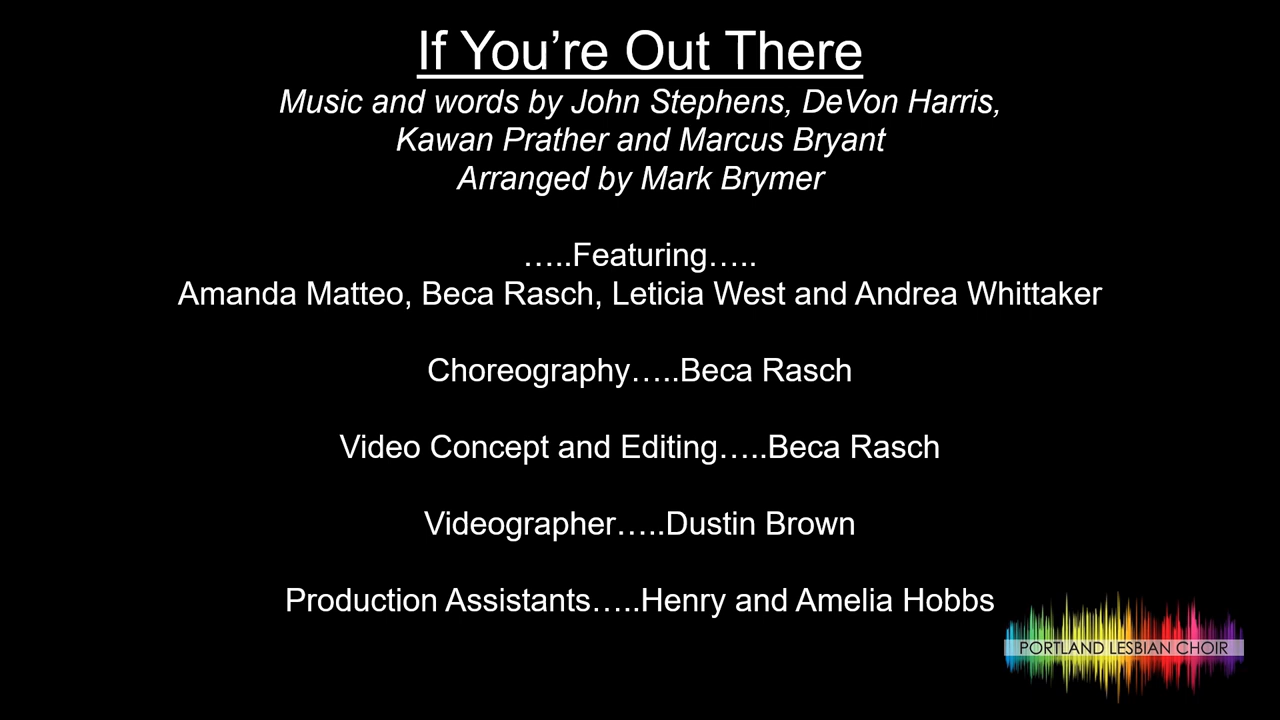 If You’re Out There
Music and words by John Stephens, DeVon Harris,
Kawan Prather and Marcus Bryant
Arranged by Mark Brymer
…..Featuring…..
Amanda Matteo, Beca Rasch, Leticia West and Andrea Whittaker
Choreography…..Beca Rasch
Video Concept and Editing…..Beca Rasch
Videographer…..Dustin Brown
Production Assistants…..Henry and Amelia Hobbs
PORTLAND LESBIAN CHOIR